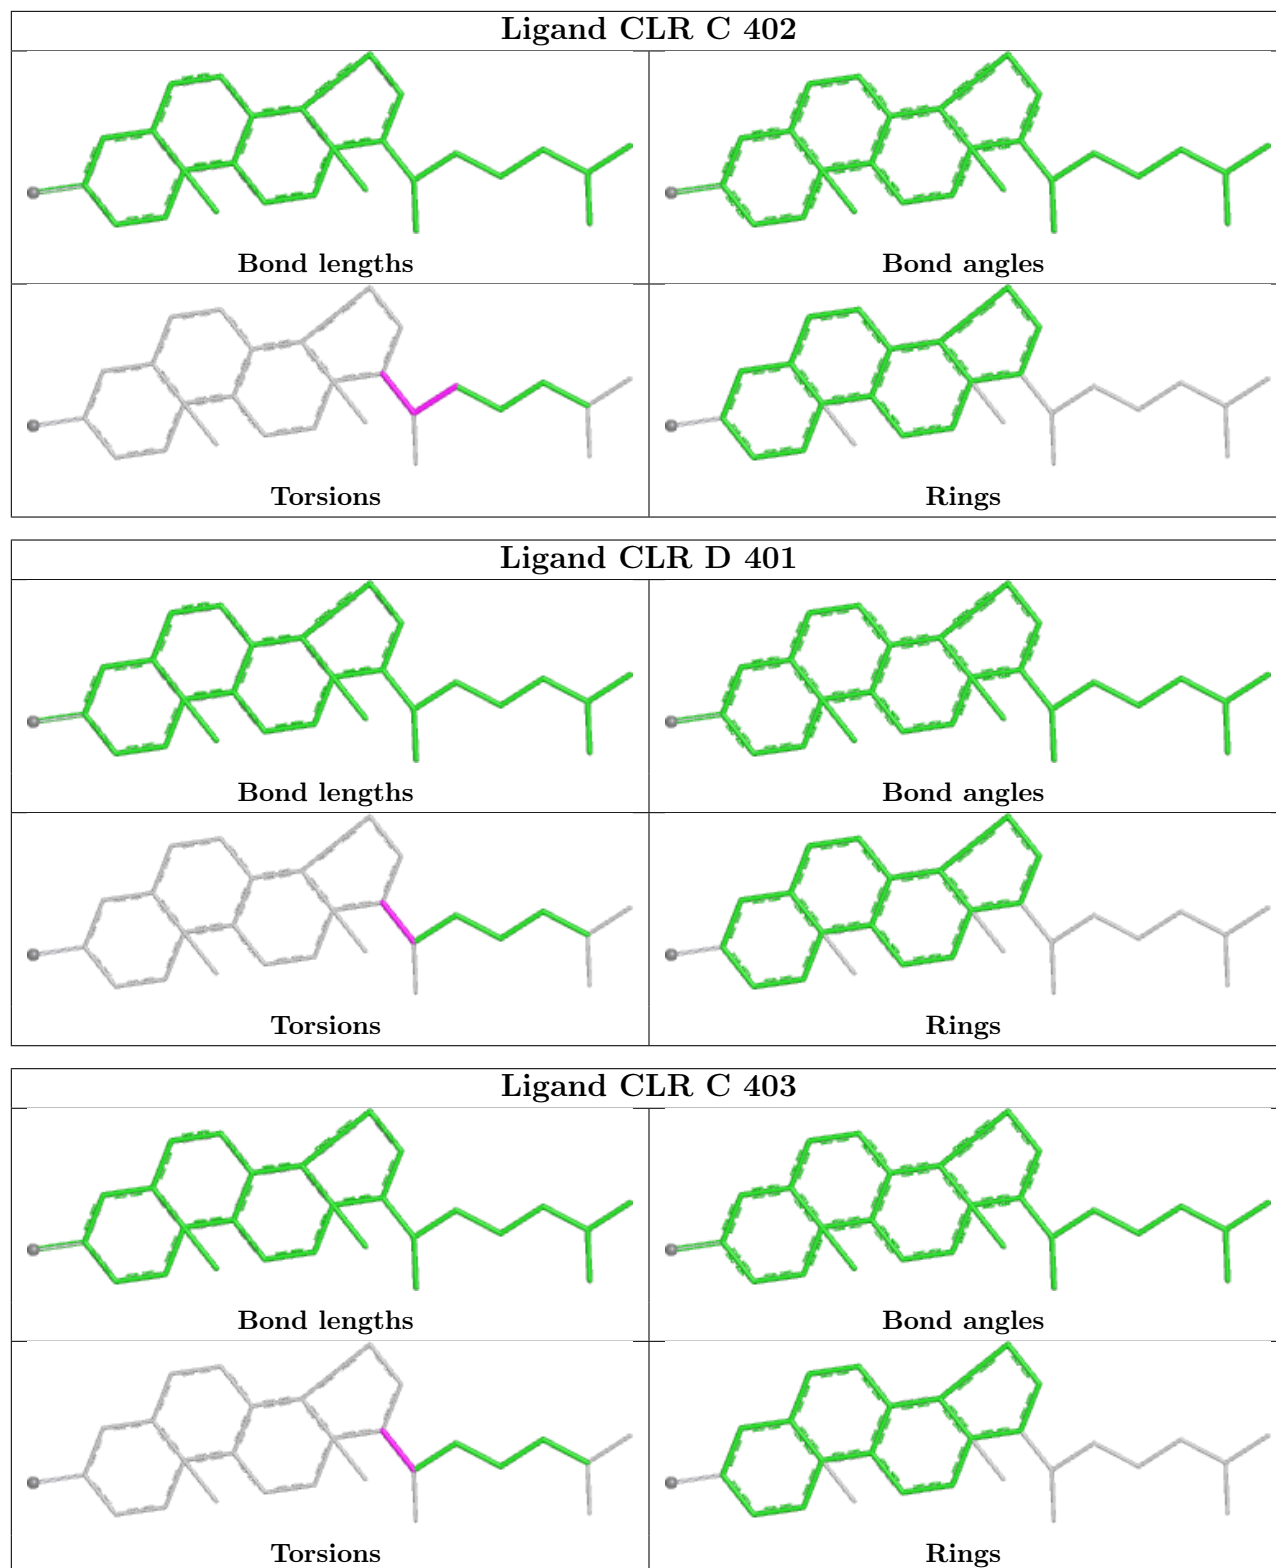 Ligand CLR C 402
Bond lengths
Bond angles
Torsions
Rings
Ligand CLR D 401
Bond lengths
Bond angles
Torsions
Rings
Ligand CLR C 403
Bond lengths
Bond angles
Torsions
Rings